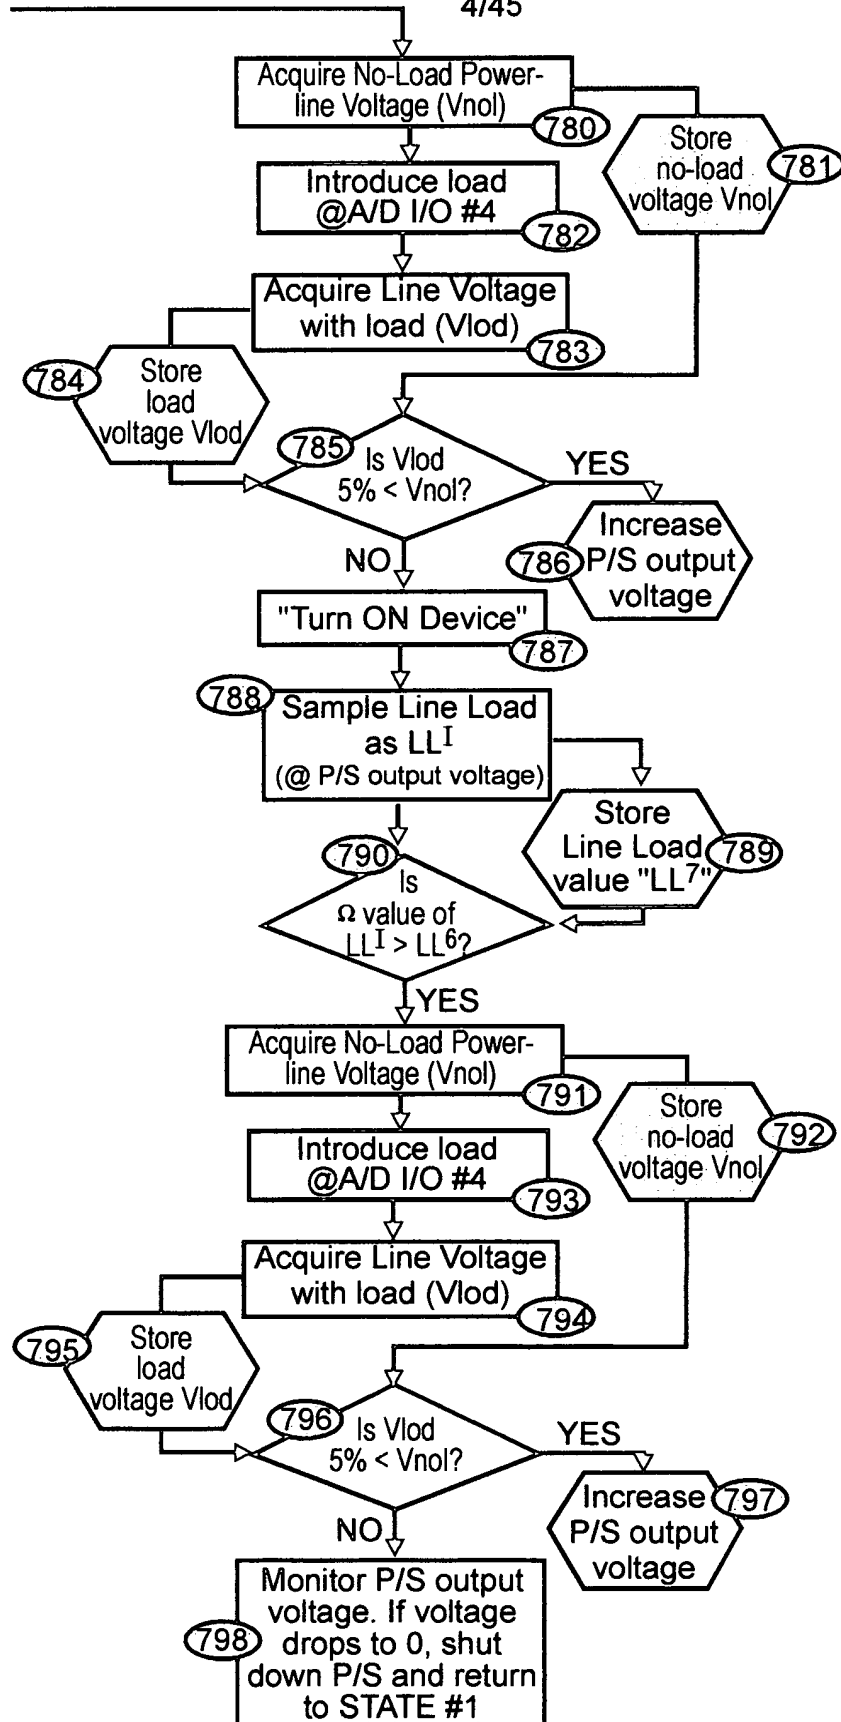 4/45
Acquire No-Load Power-
line Voltage (Vnol)
780
Store
no-load
voltage Vnol
781
Introduce load
@A/D I/O #4
782
Acquire Line Voltage
with load (Vlod)
783
784
Store
load
voltage Vlod
785
Is Vlod
5% < Vnol?
YES
Increase
P/S output
voltage
786
NO
"Turn ON Device"
787
788
Sample Line Load
as LL^I
(@ P/S output voltage)
Store
Line Load
value "LL^7"
789
790
Is
Ω value of
LL^I > LL^6?
YES
Acquire No-Load Power-
line Voltage (Vnol)
791
Store
no-load
voltage Vnol
792
Introduce load
@A/D I/O #4
793
Acquire Line Voltage
with load (Vlod)
794
795
Store
load
voltage Vlod
796
Is Vlod
5% < Vnol?
YES
Increase
P/S output
voltage
797
NO
Monitor P/S output
voltage. If voltage
drops to 0, shut
down P/S and return
to STATE #1
798